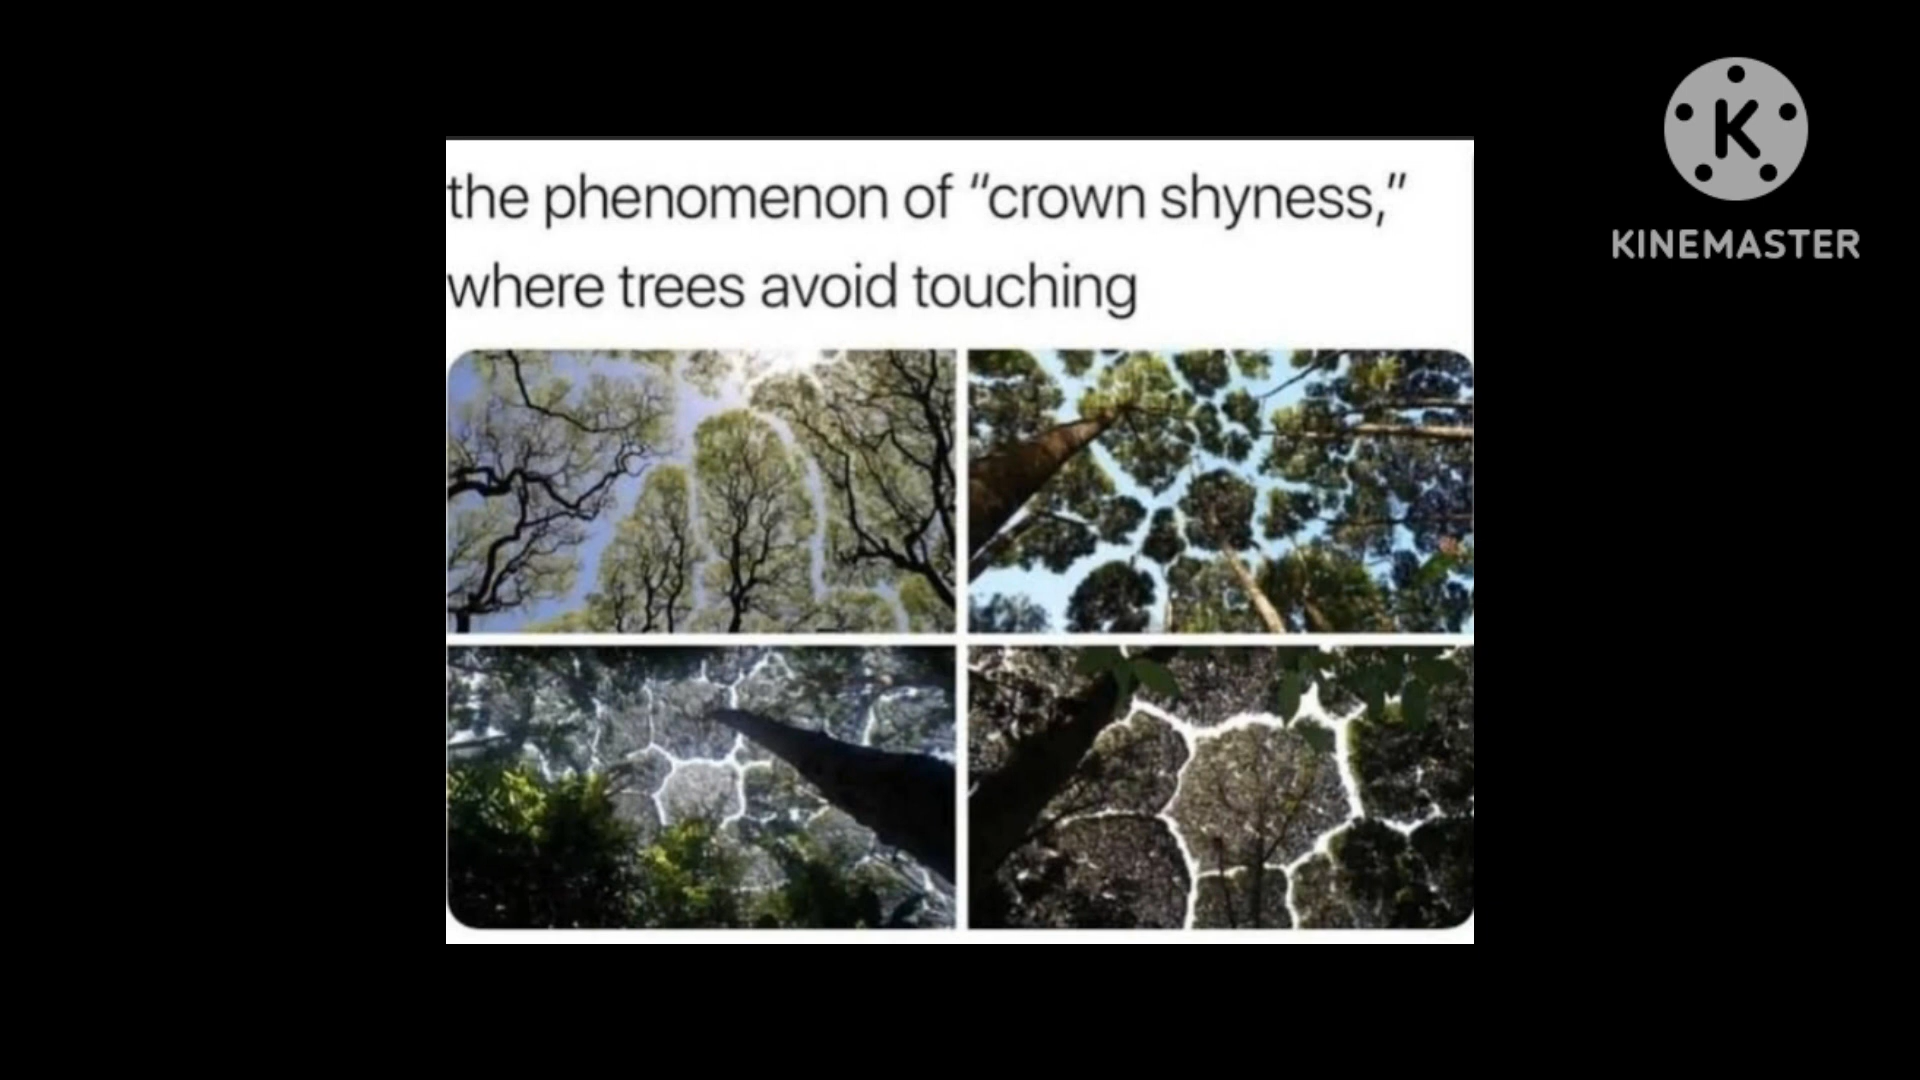 the phenomenon of “crown shyness,”
where trees avoid touching
K
KINEMASTER